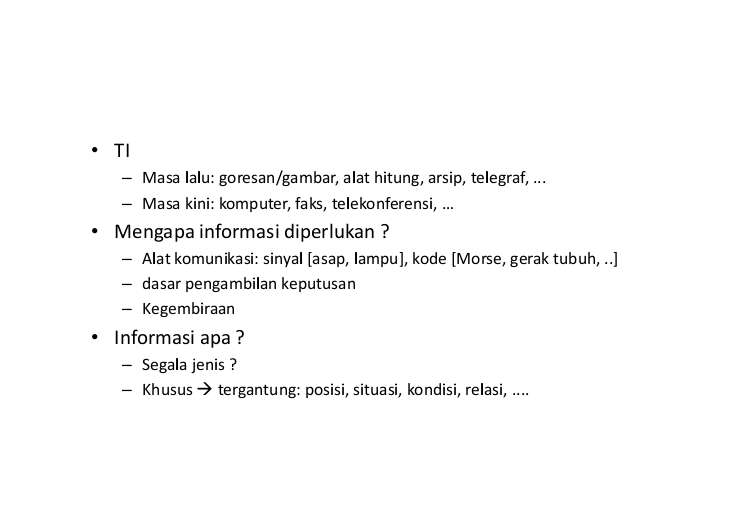 • TI
– Masa lalu: goresan/gambar, alat hitung, arsip, telegraf, ...
– Masa kini: komputer, faks, telekonferensi, ...
• Mengapa informasi diperlukan ?
– Alat komunikasi: sinyal [asap, lampu], kode [Morse, gerak tubuh, ..]
– dasar pengambilan keputusan
– Kegembiraan
• Informasi apa ?
– Segala jenis ?
– Khusus → tergantung: posisi, situasi, kondisi, relasi, ....